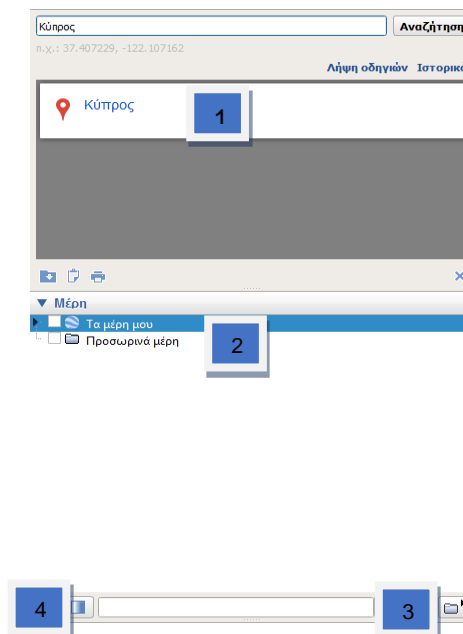 Κύπρος Αναζήτηση
π.χ.: 37.407229, -122.107162
Λήψη οδηγιών Ιστορικό
Κύπρος 1
Μέρη
Τα μέρη μου
Προσωρινά μέρη
2
4 3